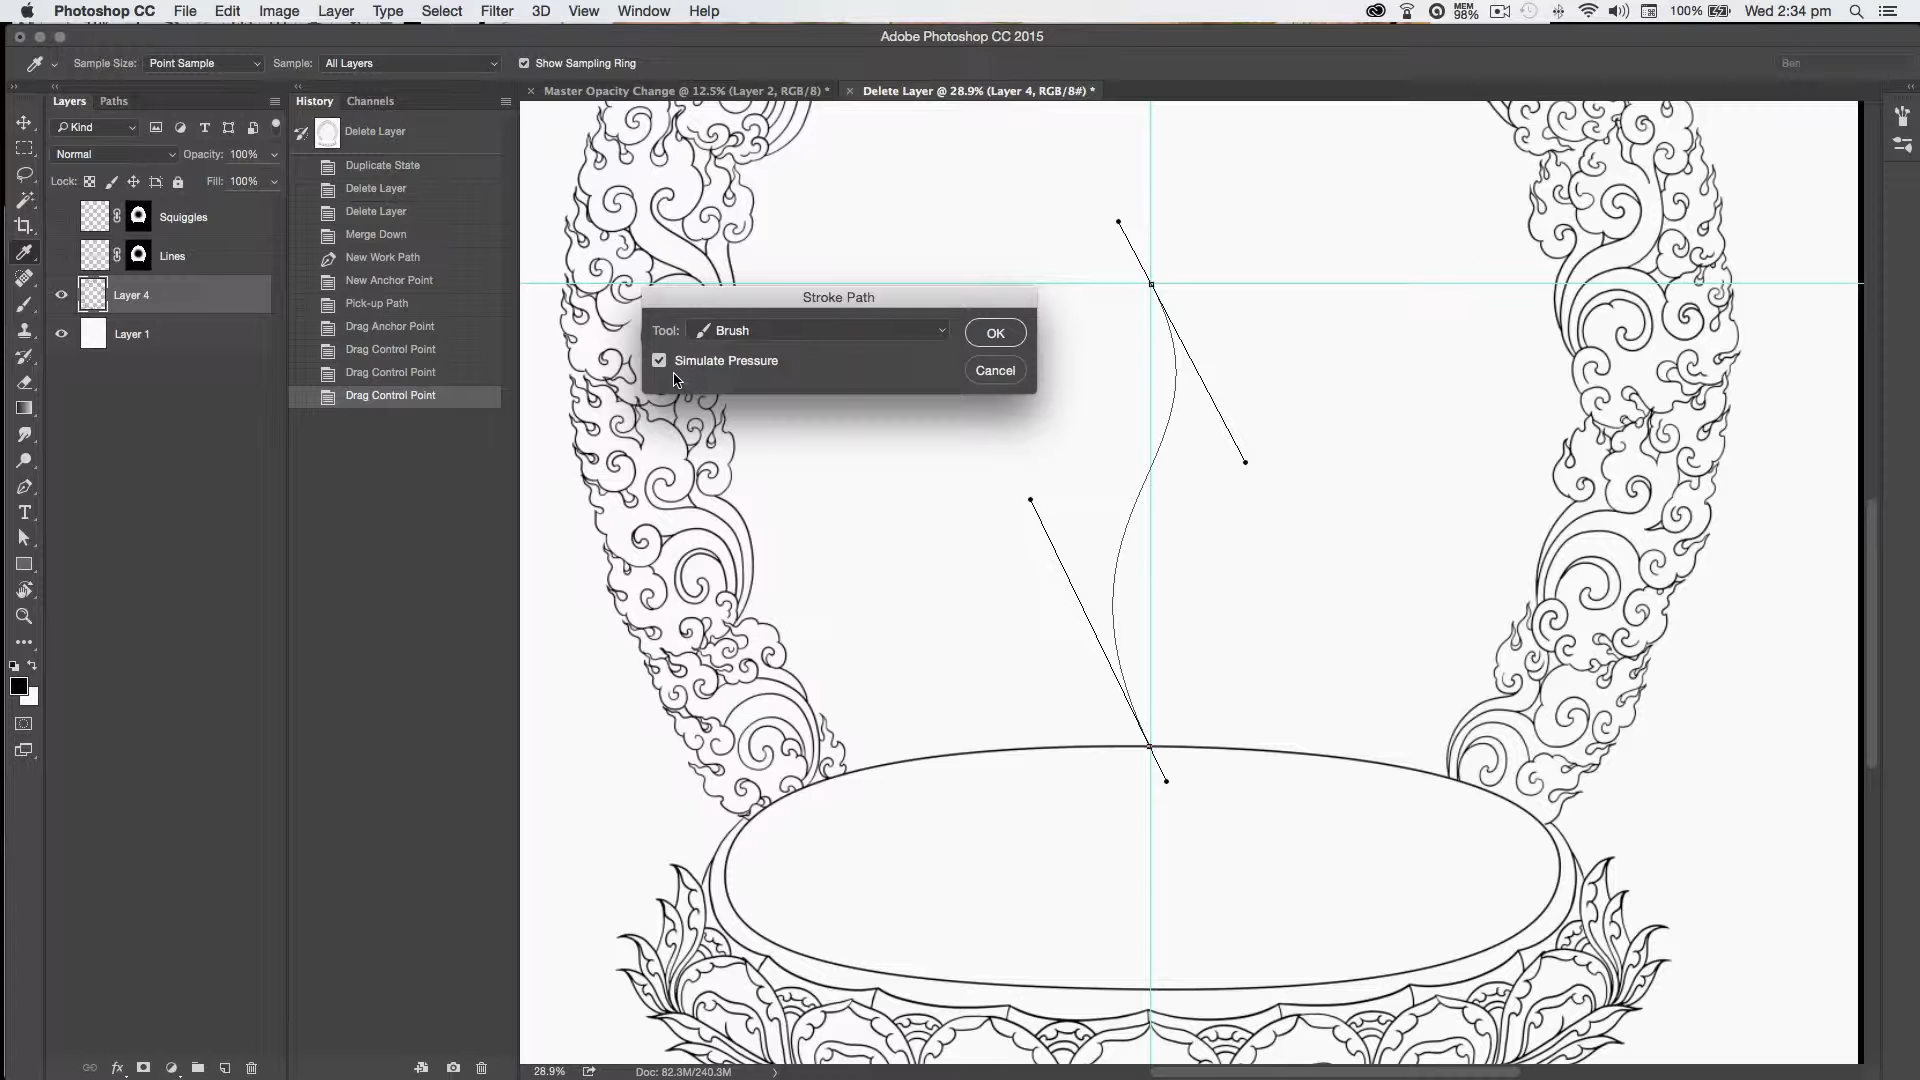 Photoshop CC File Edit Image Layer Type Select Filter 3D View Window Help MEM 98% 100% Wed 2:34 pm
Adobe Photoshop CC 2015
Sample Size: Point Sample Sample: All Layers Show Sampling Ring Ben
Master Opacity Change @ 12.5% (Layer 2, RGB/8) * Delete Layer @ 28.9% (Layer 4, RGB/8#) *
Layers Paths
Kind
Normal Opacity: 100%
Lock: Fill: 100%
Squiggles
Lines
Layer 4
Layer 1
History Channels
Delete Layer
Duplicate State
Delete Layer
Delete Layer
Merge Down
New Work Path
New Anchor Point
Pick-up Path
Drag Anchor Point
Drag Control Point
Drag Control Point
Drag Control Point
Stroke Path
Tool: Brush OK
Simulate Pressure Cancel
fx
28.9% Doc: 82.3M/240.3M